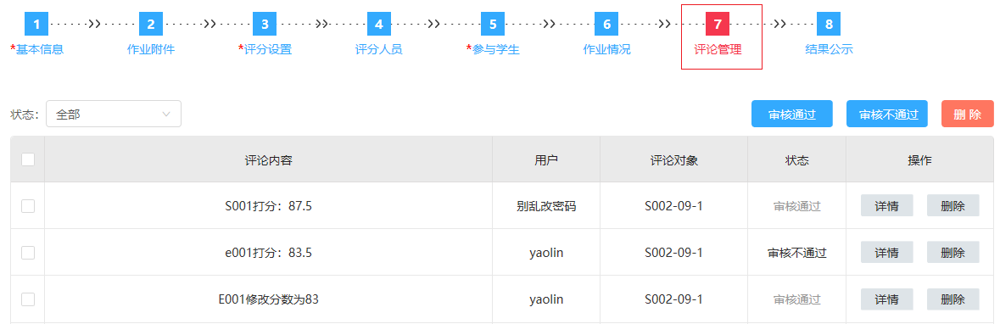 1 2 3 4 5 6 7 8
*基本信息 作业附件 *评分设置 评分人员 *参与学生 作业情况 评论管理 结果公示
状态： 全部 审核通过 审核不通过 删 除
评论内容 用户 评论对象 状态 操作
S001打分：87.5 别乱改密码 S002-09-1 审核通过 详情 删除
e001打分：83.5 yaolin S002-09-1 审核不通过 详情 删除
E001修改分数为83 yaolin S002-09-1 审核通过 详情 删除